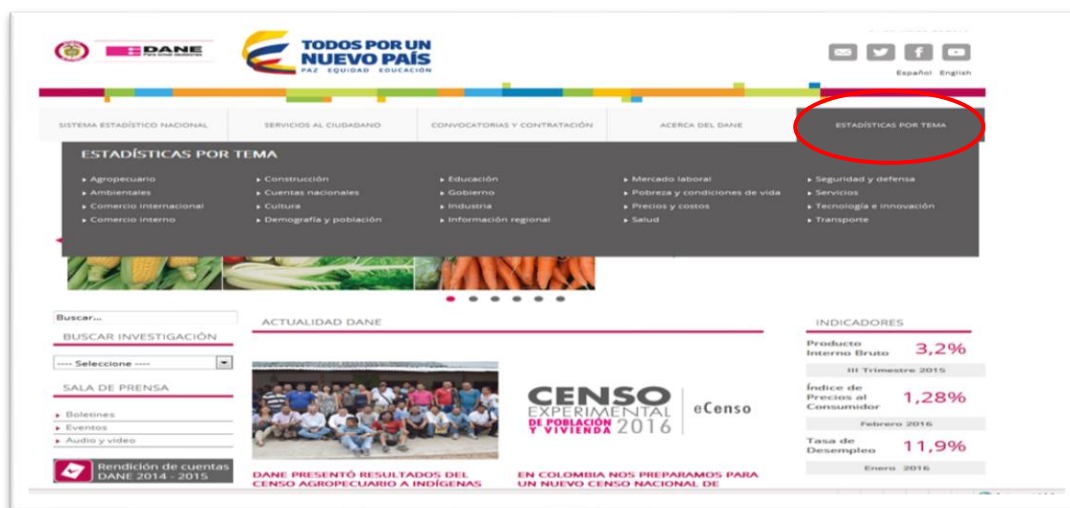 DANE
TODOS POR UN
NUEVO PAÍS
PAZ EQUIDAD EDUCACIÓN
Español English
SISTEMA ESTADÍSTICO NACIONAL
SERVICIOS AL CIUDADANO
CONVOCATORIAS Y CONTRATACIÓN
ACERCA DEL DANE
ESTADÍSTICAS POR TEMA
ESTADÍSTICAS POR TEMA
Agropecuario
Ambientales
Comercio Internacional
Comercio Interno
Construcción
Cuentas nacionales
Cultura
Demografía y población
Educación
Gobierno
Industria
Información regional
Mercado laboral
Pobreza y condiciones de vida
Precios y costos
Salud
Seguridad y defensa
Servicios
Tecnología e innovación
Transporte
Buscar...
BUSCAR INVESTIGACIÓN
---- Seleccione ----
SALA DE PRENSA
Boletines
Eventos
Audio y video
Rendición de cuentas
DANE 2014 - 2015
ACTUALIDAD DANE
CENSO
EXPERIMENTAL
DE POBLACIÓN
Y VIVIENDA 2016
eCenso
DANE PRESENTÓ RESULTADOS DEL
CENSO AGROPECUARIO A INDÍGENAS
EN COLOMBIA NOS PREPARAMOS PARA
UN NUEVO CENSO NACIONAL DE
INDICADORES
Producto
Interno Bruto 3,2%
III Trimestre 2015
Índice de
Precios al
Consumidor 1,28%
Febrero 2016
Tasa de
Desempleo 11,9%
Enero 2016